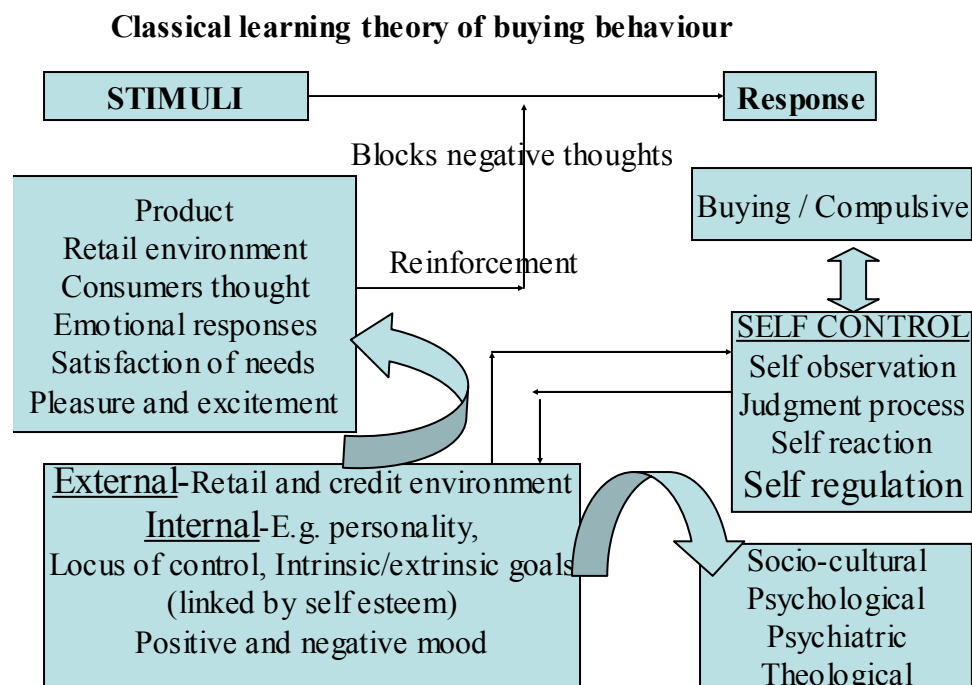 Classical learning theory of buying behaviour
STIMULI
Response
Blocks negative thoughts
Product
Retail environment
Consumers thought
Emotional responses
Satisfaction of needs
Pleasure and excitement
Reinforcement
Buying / Compulsive
SELF CONTROL
Self observation
Judgment process
Self reaction
Self regulation
External-Retail and credit environment
Internal-E.g. personality,
Locus of control, Intrinsic/extrinsic goals
(linked by self esteem)
Positive and negative mood
Socio-cultural
Psychological
Psychiatric
Theological